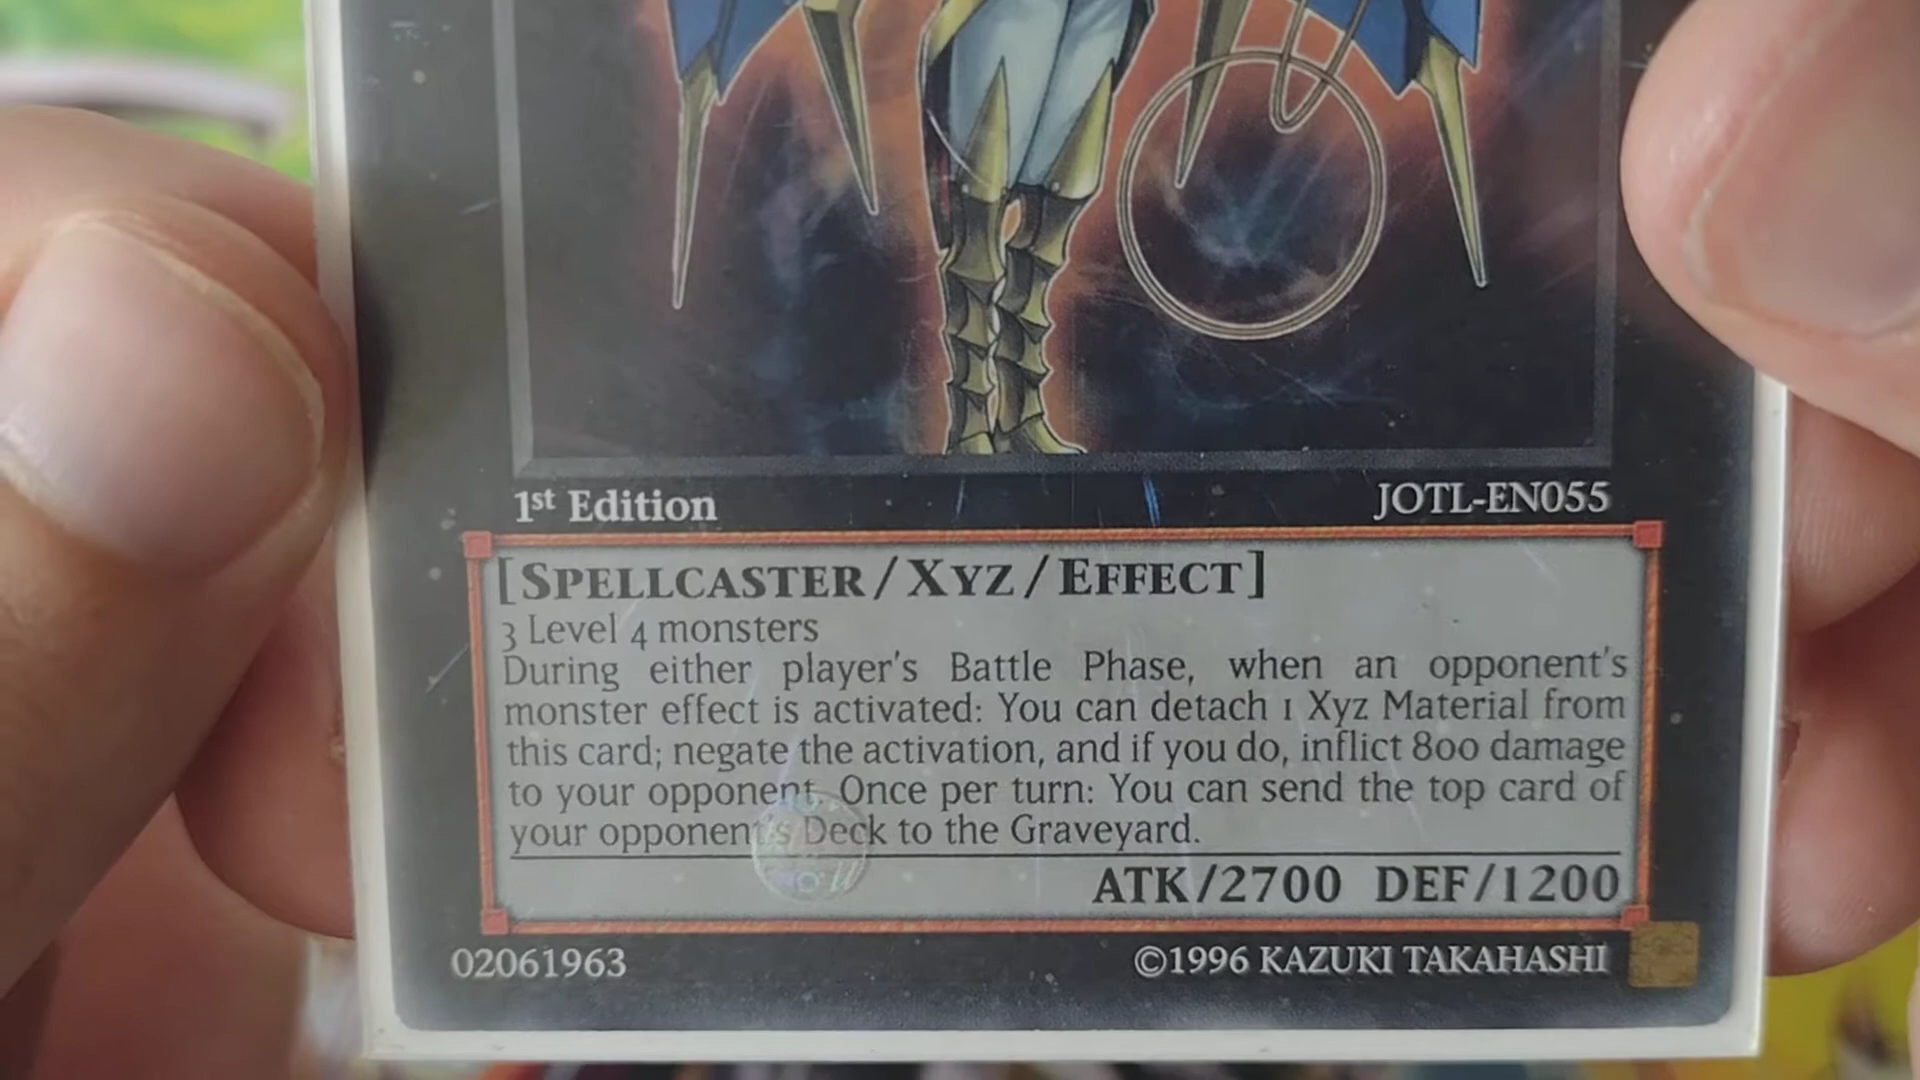 1st Edition
JOTL-EN055
[SPELLCASTER/XYZ/EFFECT]
3 Level 4 monsters
During either player's Battle Phase, when an opponent's
monster effect is activated: You can detach 1 Xyz Material from
this card; negate the activation, and if you do, inflict 800 damage
to your opponent. Once per turn: You can send the top card of
your opponent's Deck to the Graveyard.
ATK/2700 DEF/1200
02061963
©1996 KAZUKI TAKAHASHI